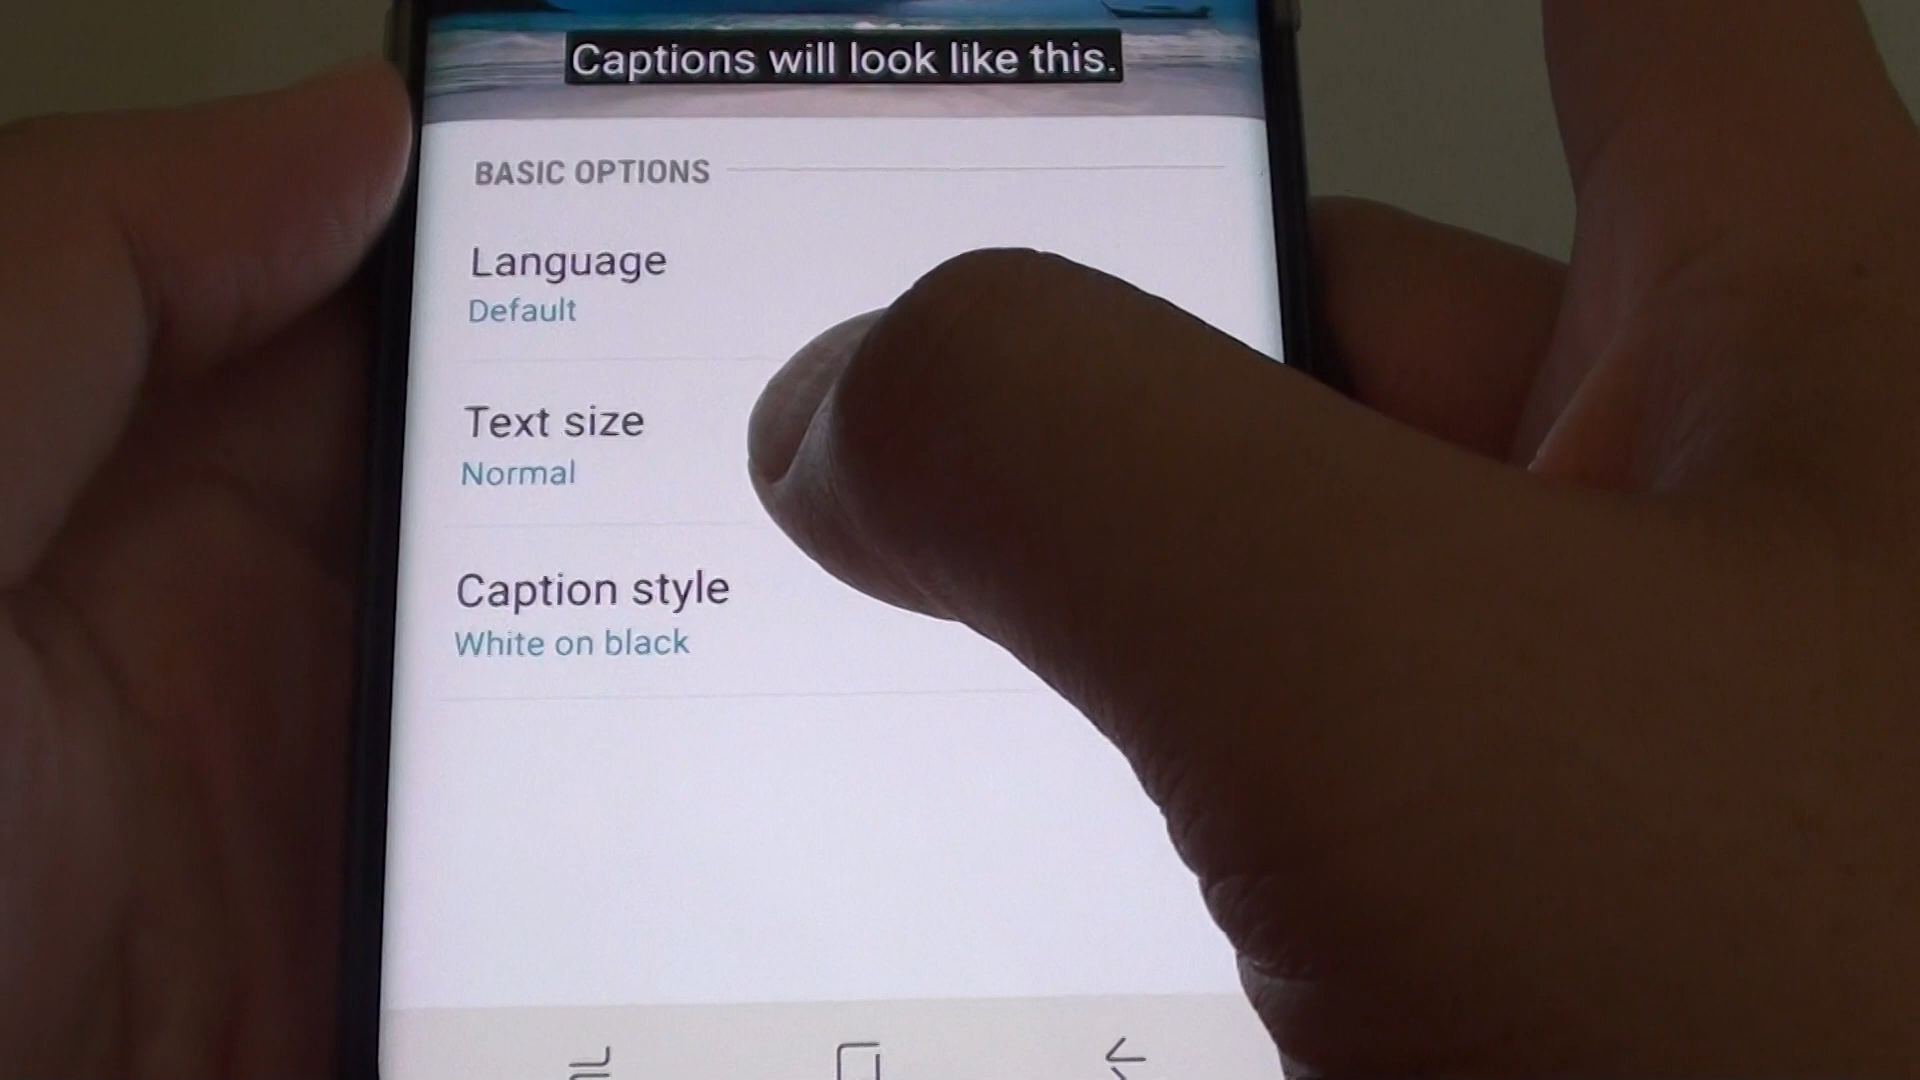 Captions will look like this.
BASIC OPTIONS
Language
Default
Text size
Normal
Caption style
White on black